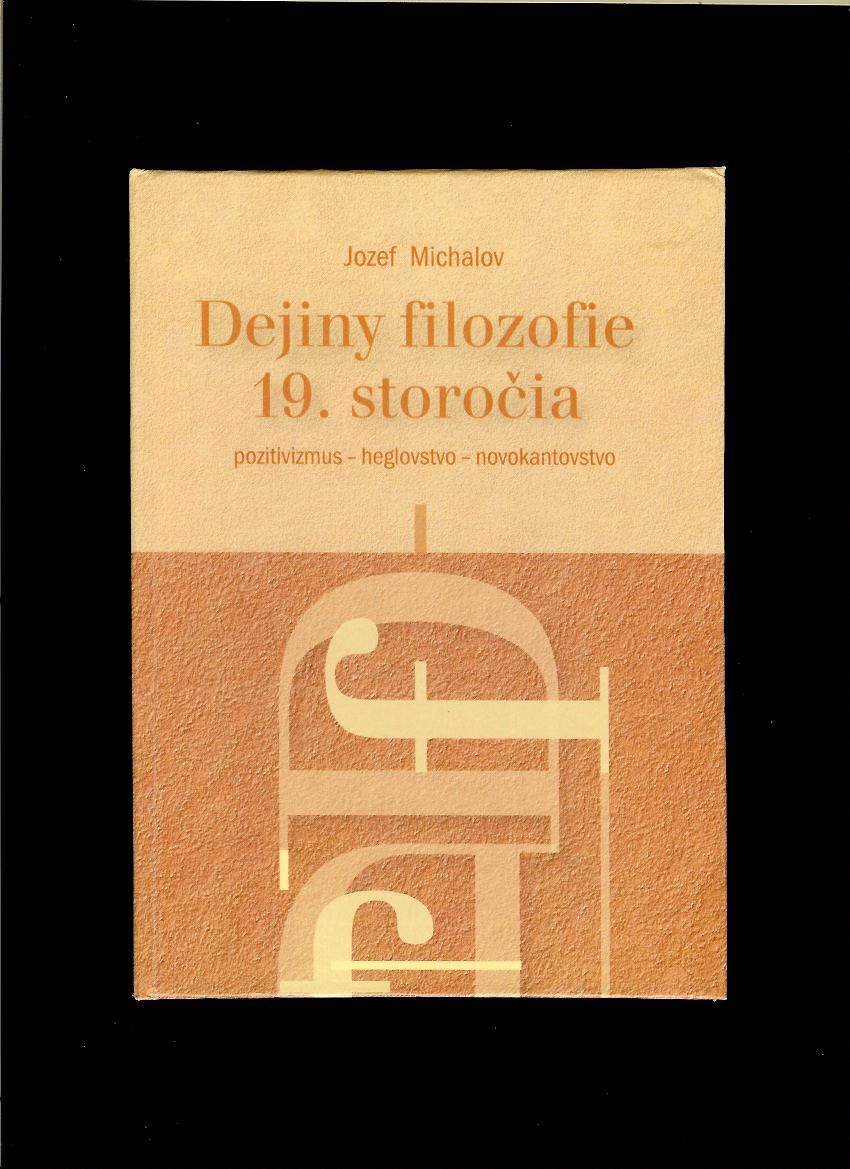 Jozef Michalov
Dejiny filozofie
19. storočia
pozitivizmus – heglovstvo – novokantovstvo